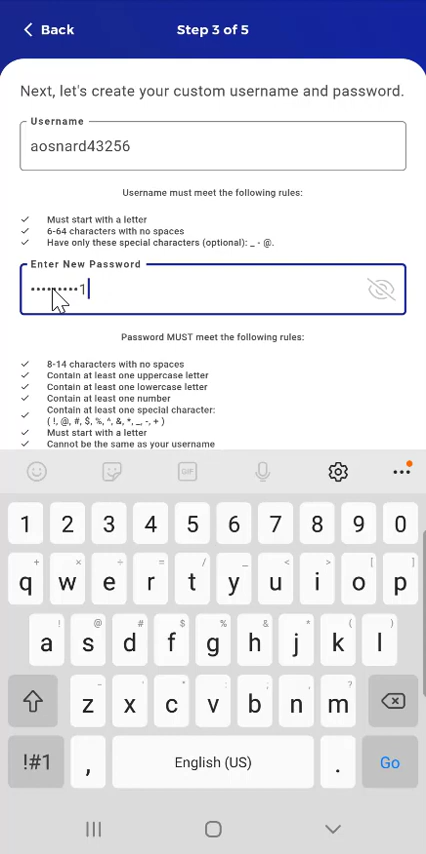 Back
Step 3 of 5
Next, let's create your custom username and password.
Username
aosnard43256
Username must meet the following rules:
✓ Must start with a letter
✓ 6-64 characters with no spaces
✓ Have only these special characters (optional): _ - @.
Enter New Password
•••••••••1
Password MUST meet the following rules:
✓ 8-14 characters with no spaces
✓ Contain at least one uppercase letter
✓ Contain at least one lowercase letter
✓ Contain at least one number
✓ Contain at least one special character:
( !, @, #, $, %, ^, &, *, _, -, + )
✓ Must start with a letter
✓ Cannot be the same as your username
GIF
1 2 3 4 5 6 7 8 9 0
+ × ÷ = / _ < > [ ]
q w e r t y u i o p
! @ # $ % ^ & * ( )
a s d f g h j k l
- ' " : ; , ?
z x c v b n m
!#1 , English (US) . Go